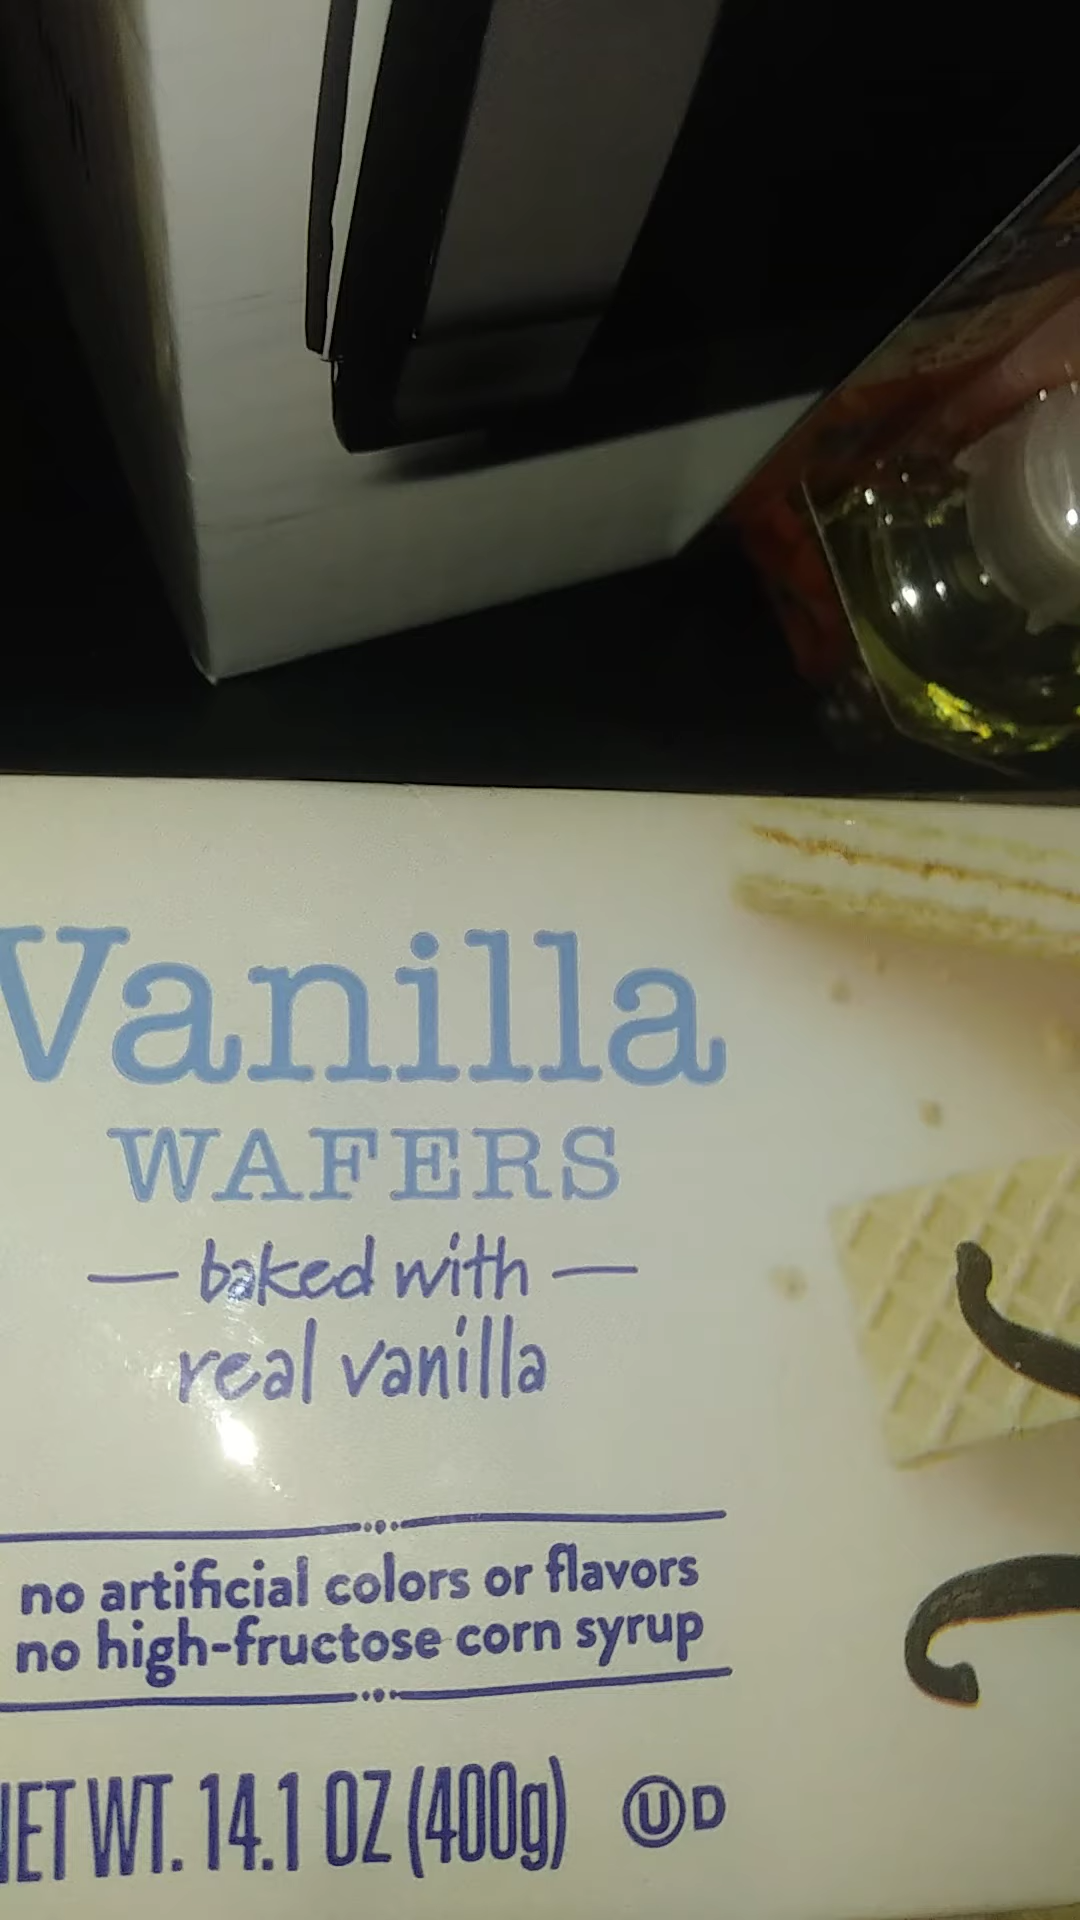 Vanilla
WAFERS
— baked with —
real vanilla
no artificial colors or flavors
no high-fructose corn syrup
NET WT. 14.1 OZ (400g) Ⓤ D